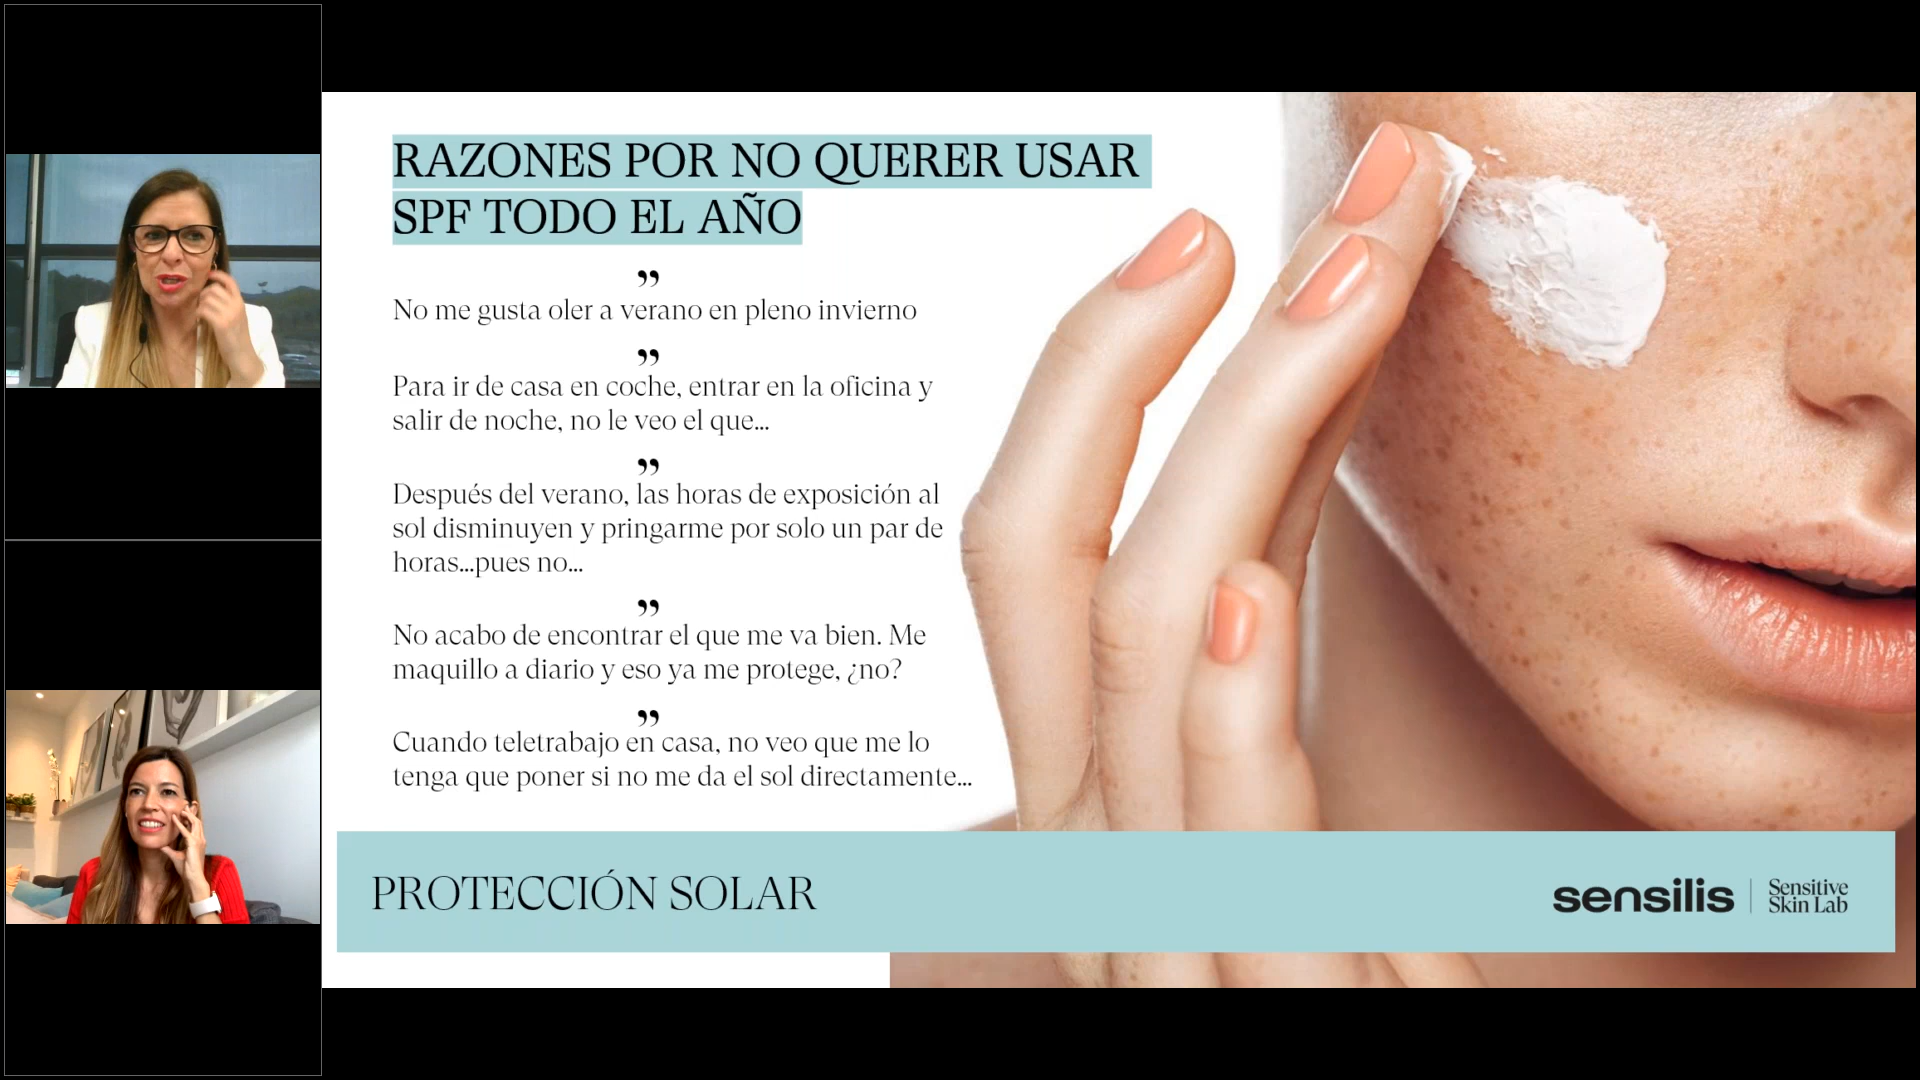 RAZONES POR NO QUERER USAR
SPF TODO EL AÑO
”
No me gusta oler a verano en pleno invierno
”
Para ir de casa en coche, entrar en la oficina y
salir de noche, no le veo el que...
”
Después del verano, las horas de exposición al
sol disminuyen y pringarme por solo un par de
horas...pues no...
”
No acabo de encontrar el que me va bien. Me
maquillo a diario y eso ya me protege, ¿no?
”
Cuando teletrabajo en casa, no veo que me lo
tenga que poner si no me da el sol directamente...
PROTECCIÓN SOLAR
sensilis
Sensitive
Skin Lab